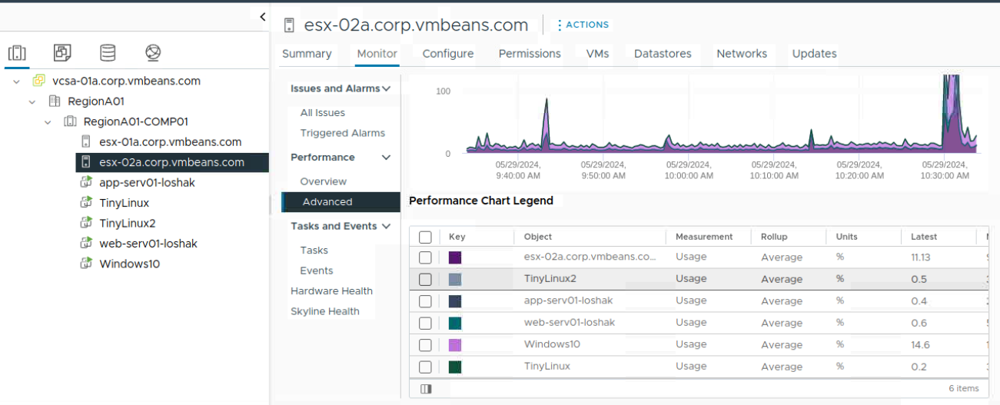 esx-02a.corp.vmbeans.com
ACTIONS
Summary Monitor Configure Permissions VMs Datastores Networks Updates
vcsa-01a.corp.vmbeans.com
RegionA01
RegionA01-COMP01
esx-01a.corp.vmbeans.com
esx-02a.corp.vmbeans.com
app-serv01-loshak
TinyLinux
TinyLinux2
web-serv01-loshak
Windows10
Issues and Alarms
All Issues
Triggered Alarms
Performance
Overview
Advanced
Tasks and Events
Tasks
Events
Hardware Health
Skyline Health
100
0
05/29/2024, 05/29/2024, 05/29/2024, 05/29/2024, 05/29/2024, 05/29/2024,
9:40:00 AM 9:50:00 AM 10:00:00 AM 10:10:00 AM 10:20:00 AM 10:30:00 AM
Performance Chart Legend
Key Object Measurement Rollup Units Latest
esx-02a.corp.vmbeans.co... Usage Average % 11.13
TinyLinux2 Usage Average % 0.5
app-serv01-loshak Usage Average % 0.4
web-serv01-loshak Usage Average % 0.6
Windows10 Usage Average % 14.6
TinyLinux Usage Average % 0.2
6 items